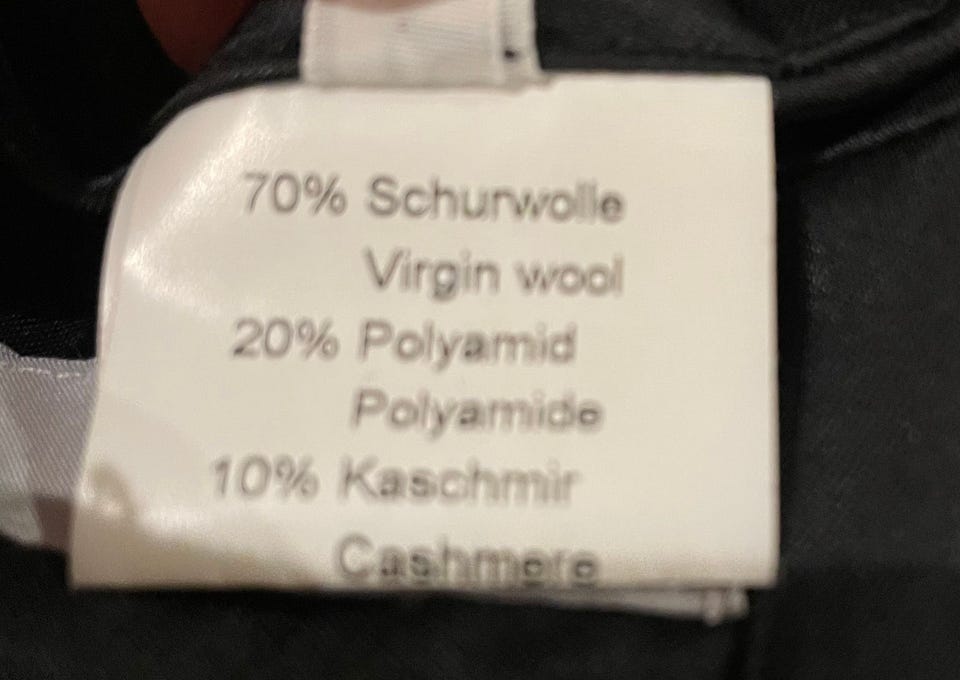 70% Schurwolle
Virgin wool
20% Polyamid
Polyamide
10% Kaschmir
Cashmere